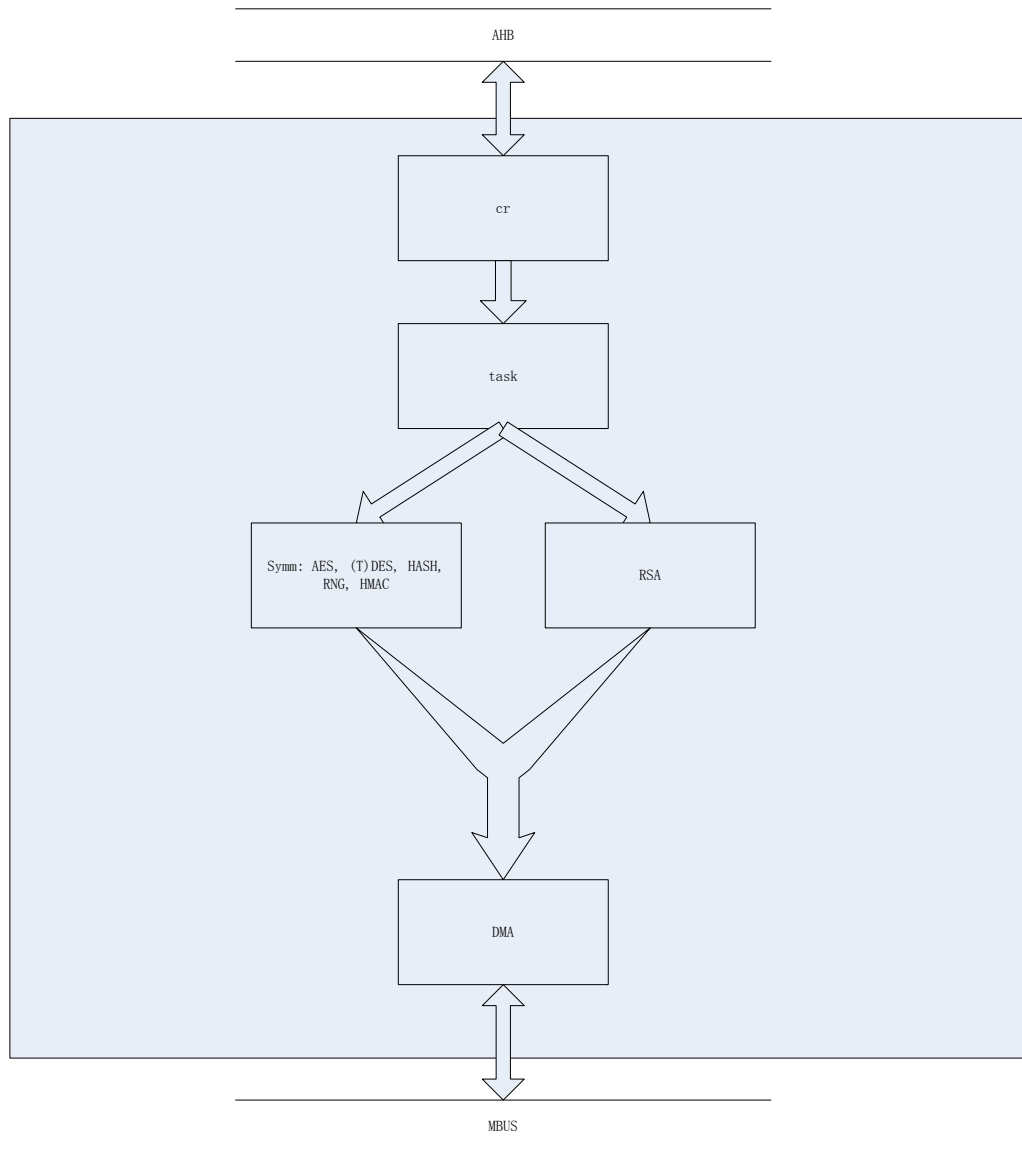 AHB
cr
task
Symm: AES, (T)DES, HASH,
RNG, HMAC
RSA
DMA
MBUS